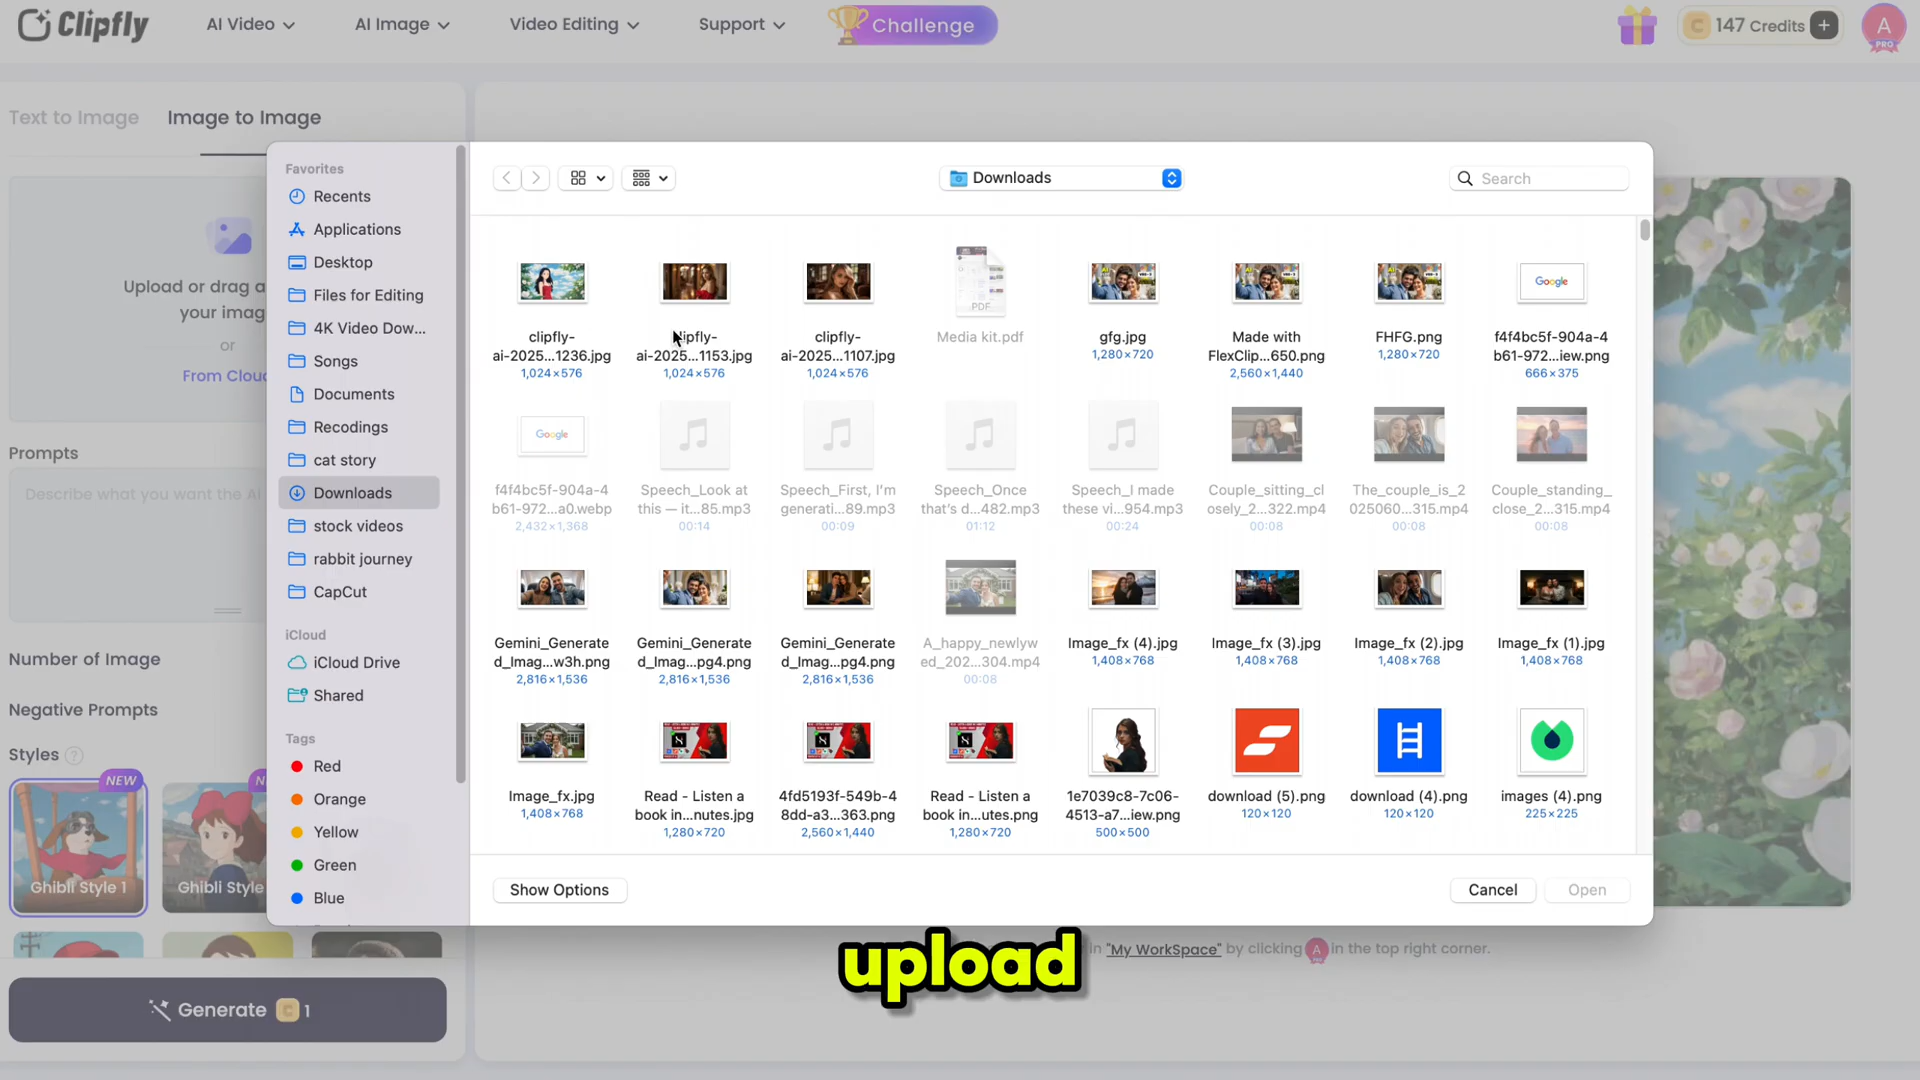 Clipfly
AI Video
AI Image
Video Editing
Support
Challenge
C
147 Credits
+
A
PRO
Text to Image
Image to Image
Upload or drag a
your imag
or
From Clou
Prompts
Describe what you want the AI
Number of Image
Negative Prompts
Styles ?
NEW
Ghibli Style 1
Ghibli Style
Generate C 1
Favorites
Recents
Applications
Desktop
Files for Editing
4K Video Dow...
Songs
Documents
Recodings
cat story
Downloads
stock videos
rabbit journey
CapCut
iCloud
iCloud Drive
Shared
Tags
Red
Orange
Yellow
Green
Blue
Downloads
Search
clipfly-
ai-2025...1236.jpg
1,024×576
clipfly-
ai-2025...1153.jpg
1,024×576
clipfly-
ai-2025...1107.jpg
1,024×576
PDF
Media kit.pdf
gfg.jpg
1,280×720
Made with
FlexClip...650.png
2,560×1,440
FHFG.png
1,280×720
Google
f4f4bc5f-904a-4
b61-972...iew.png
666×375
Google
f4f4bc5f-904a-4
b61-972...a0.webp
2,432×1,368
Speech_Look at
this — it...85.mp3
00:14
Speech_First, I'm
generati...89.mp3
00:09
Speech_Once
that's d...482.mp3
01:12
Speech_I made
these vi...954.mp3
00:24
Couple_sitting_cl
osely_2...322.mp4
00:08
The_couple_is_2
025060...315.mp4
00:08
Couple_standing_
close_2...315.mp4
00:08
Gemini_Generate
d_Imag...w3h.png
2,816×1,536
Gemini_Generate
d_Imag...pg4.png
2,816×1,536
Gemini_Generate
d_Imag...pg4.png
2,816×1,536
A_happy_newlyw
ed_202...304.mp4
00:08
Image_fx (4).jpg
1,408×768
Image_fx (3).jpg
1,408×768
Image_fx (2).jpg
1,408×768
Image_fx (1).jpg
1,408×768
Image_fx.jpg
1,408×768
Read - Listen a
book in...nutes.jpg
1,280×720
4fd5193f-549b-4
8dd-a3...363.png
2,560×1,440
Read - Listen a
book in...utes.png
1,280×720
1e7039c8-7c06-
4513-a7...iew.png
500×500
download (5).png
120×120
download (4).png
120×120
images (4).png
225×225
Show Options
Cancel
Open
in "My WorkSpace" by clicking A in the top right corner.
upload